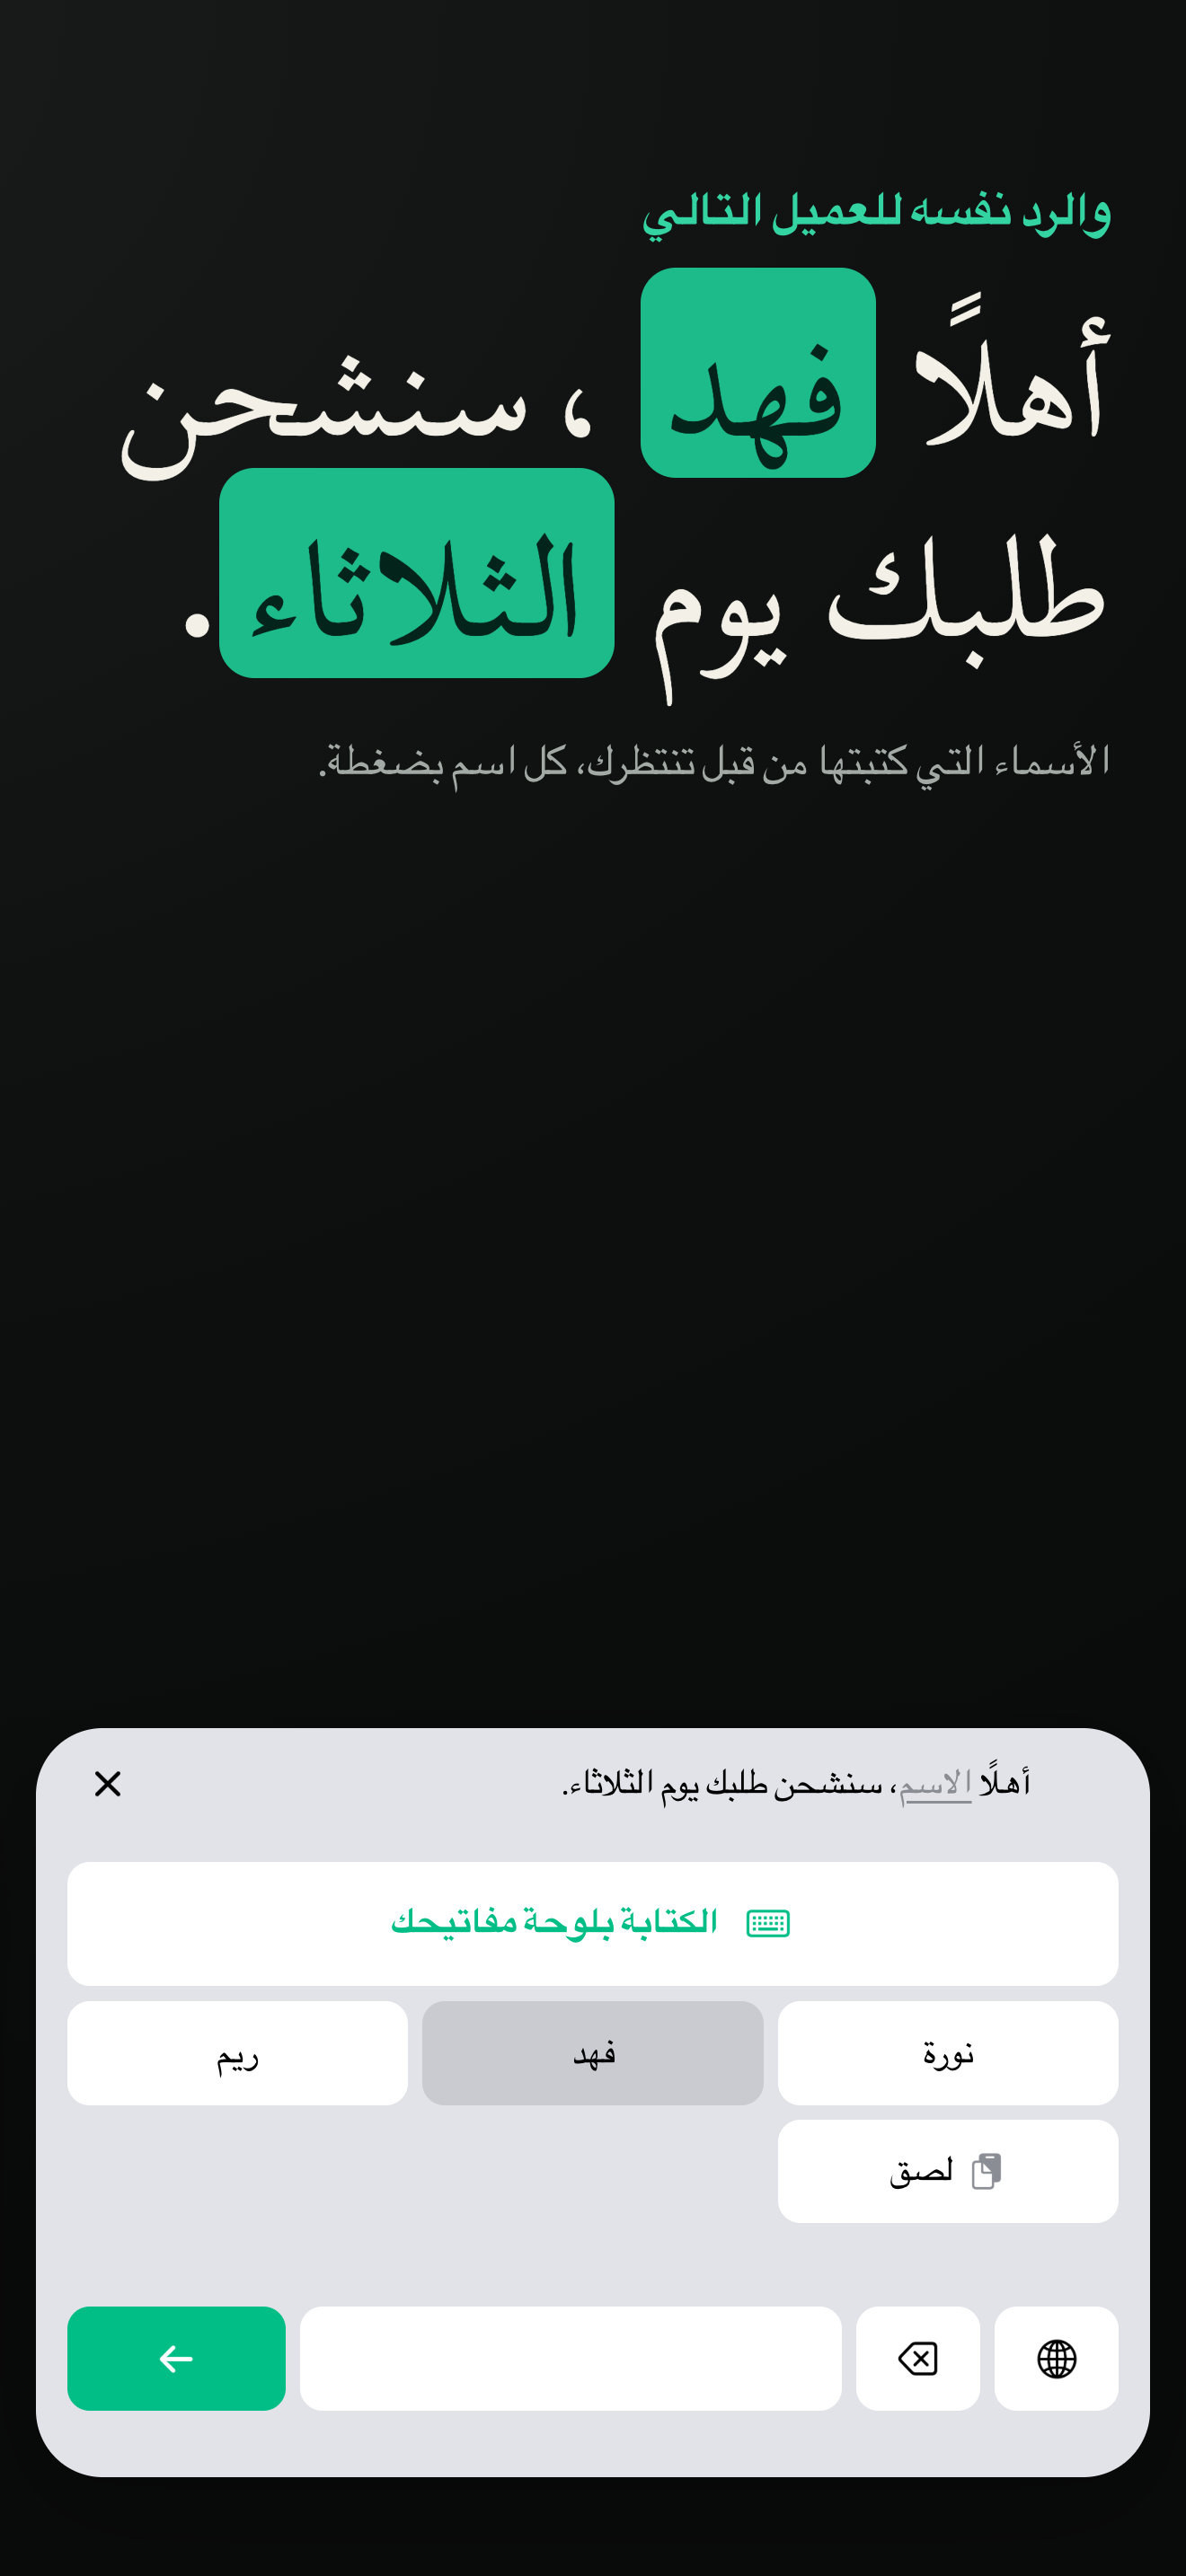 والرد نفسه للعميل التالي
أهلًا فهد ، سنشحن
طلبك يوم الثلاثاء .
الأسماء التي كتبتها من قبل تنتظرك، كل اسم بضغطة.
أهلًا الاسم، سنشحن طلبك يوم الثلاثاء.
الكتابة بلوحة مفاتيحك
نورة
فهد
ريم
لصق